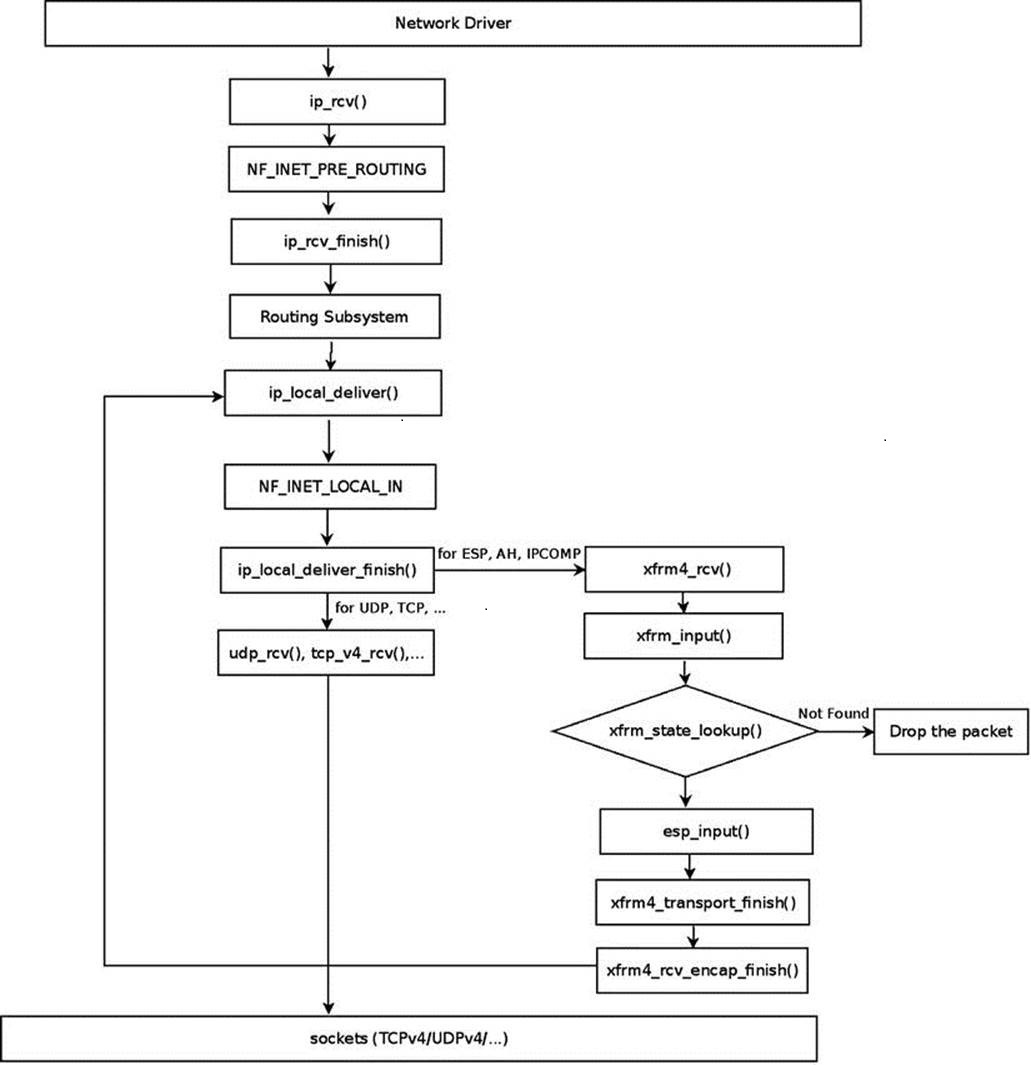 Network Driver
ip_rcv()
NF_INET_PRE_ROUTING
ip_rcv_finish()
Routing Subsystem
ip_local_deliver()
NF_INET_LOCAL_IN
ip_local_deliver_finish()
for ESP, AH, IPCOMP
xfrm4_rcv()
for UDP, TCP, ...
udp_rcv(), tcp_v4_rcv(),...
xfrm_input()
xfrm_state_lookup()
Not Found
Drop the packet
esp_input()
xfrm4_transport_finish()
xfrm4_rcv_encap_finish()
sockets (TCPv4/UDPv4/...)